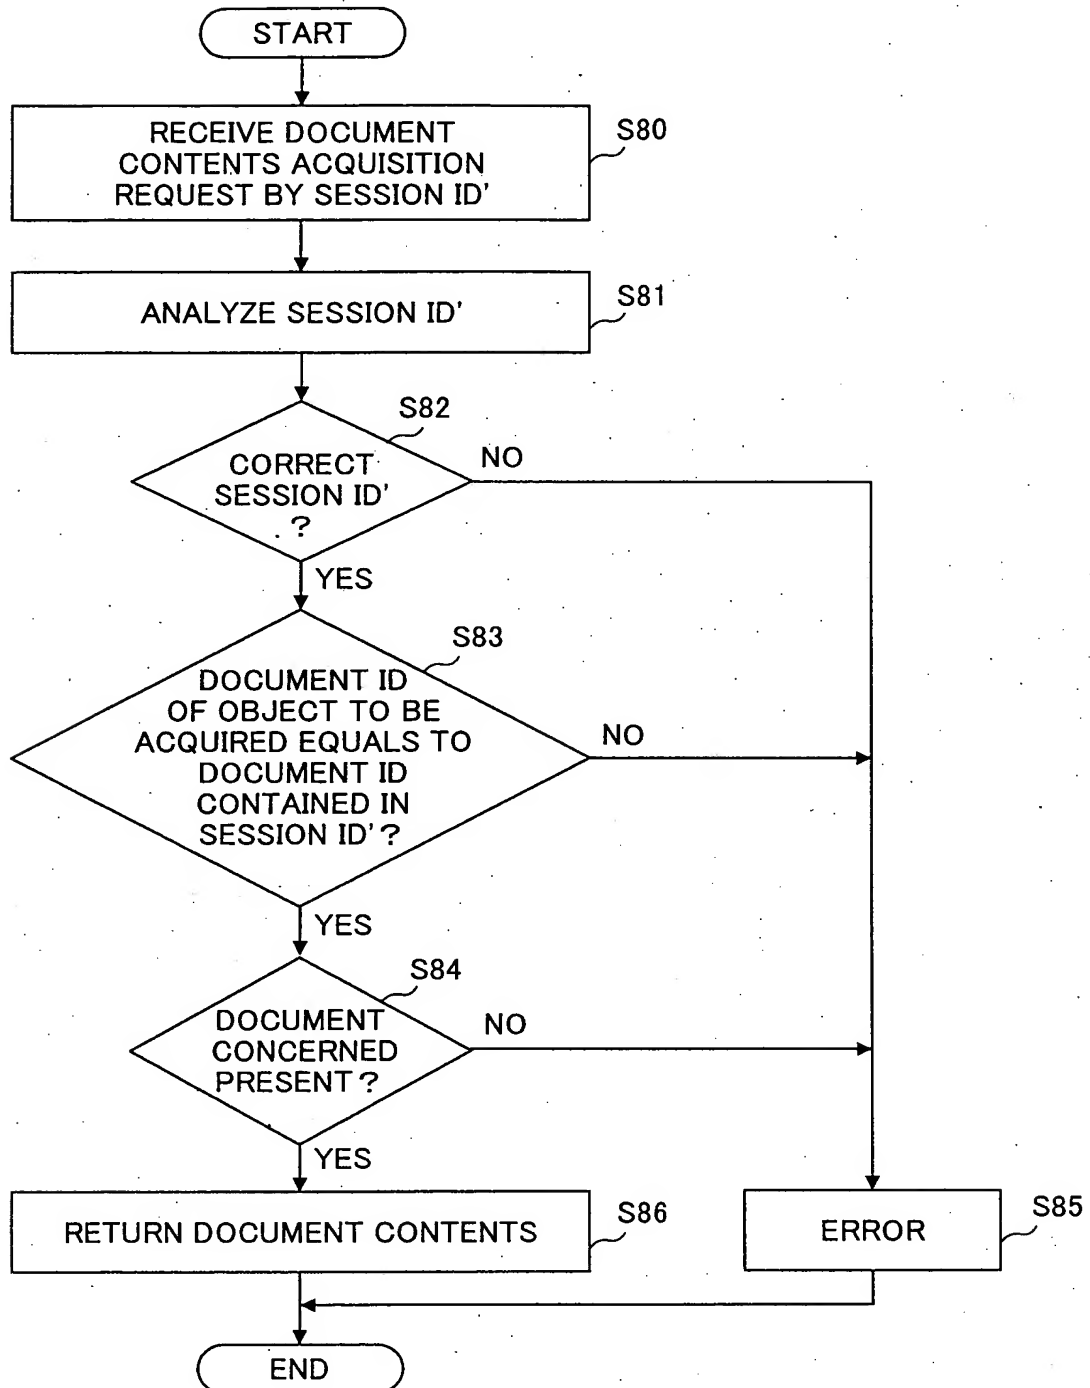 START
RECEIVE DOCUMENT
CONTENTS ACQUISITION
REQUEST BY SESSION ID'
S80
ANALYZE SESSION ID'
S81
S82
CORRECT
SESSION ID'
?
NO
YES
S83
DOCUMENT ID
OF OBJECT TO BE
ACQUIRED EQUALS TO
DOCUMENT ID
CONTAINED IN
SESSION ID'?
NO
YES
S84
DOCUMENT
CONCERNED
PRESENT?
NO
YES
RETURN DOCUMENT CONTENTS
S86
ERROR
S85
END